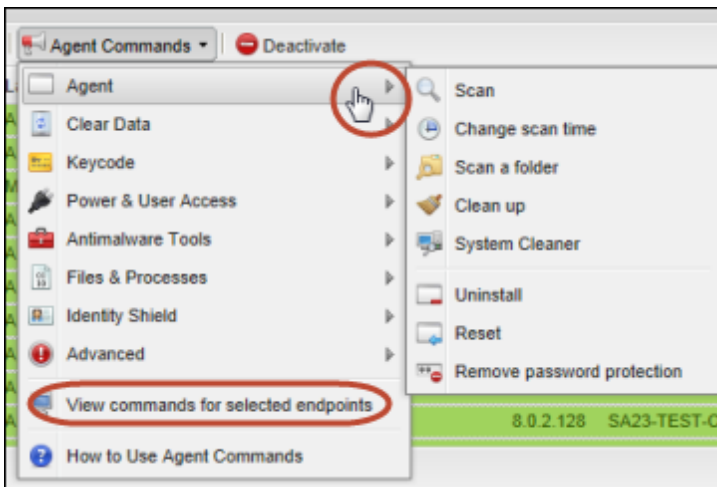 Agent Commands
Deactivate
Agent
Clear Data
Keycode
Power & User Access
Antimalware Tools
Files & Processes
Identity Shield
Advanced
View commands for selected endpoints
How to Use Agent Commands
Scan
Change scan time
Scan a folder
Clean up
System Cleaner
Uninstall
Reset
Remove password protection
8.0.2.128 SA23-TEST-